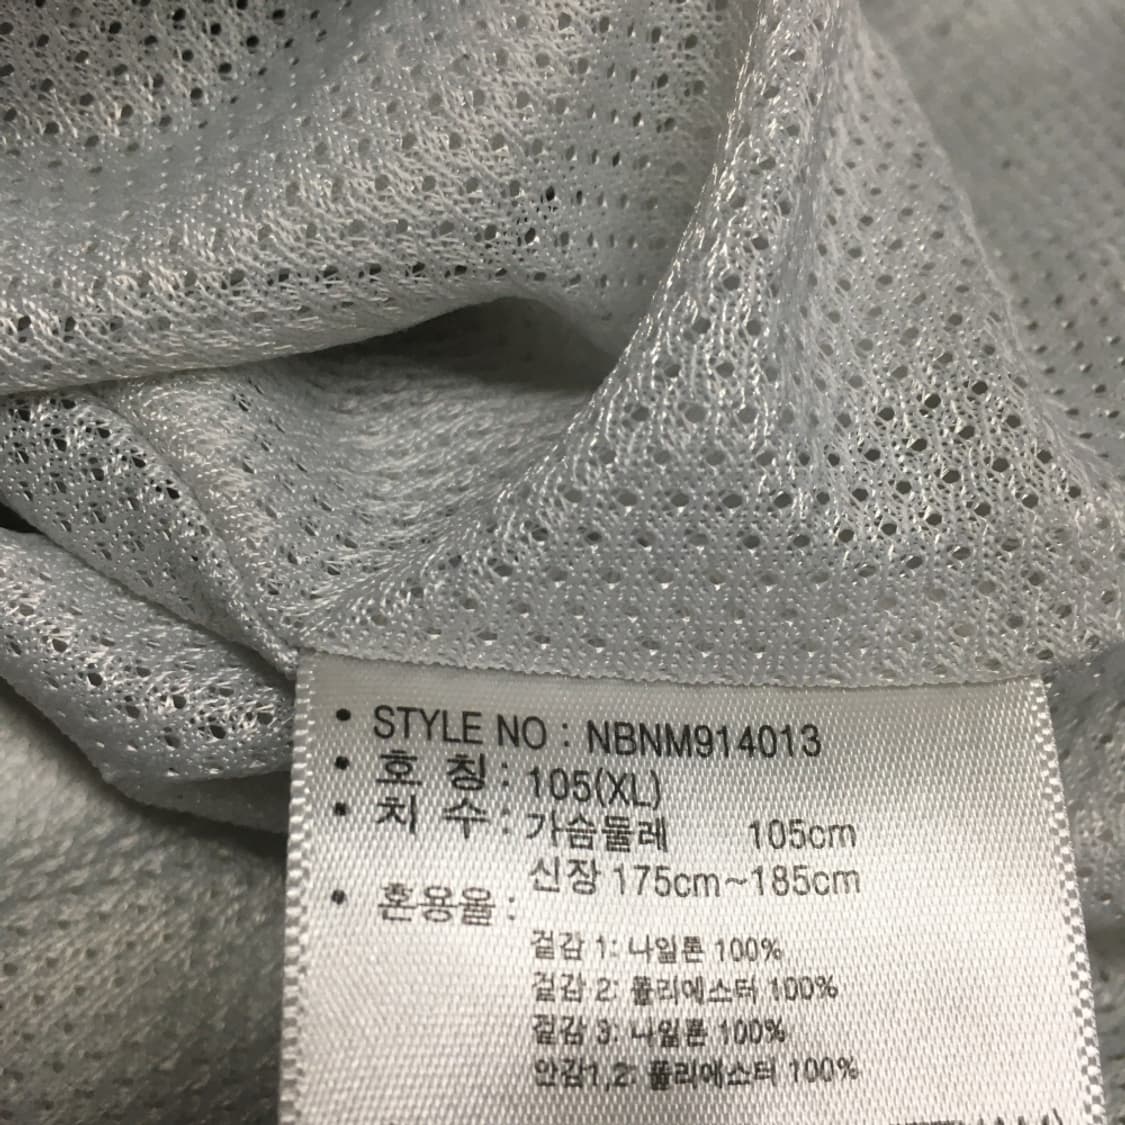 • STYLE NO : NBNM914013
• 호 칭 : 105(XL)
• 치 수 : 가슴둘레 105cm
신장 175cm~185cm
• 혼용율 :
겉감 1: 나일론 100%
겉감 2: 폴리에스터 100%
겉감 3: 나일론 100%
안감1,2: 폴리에스터 100%